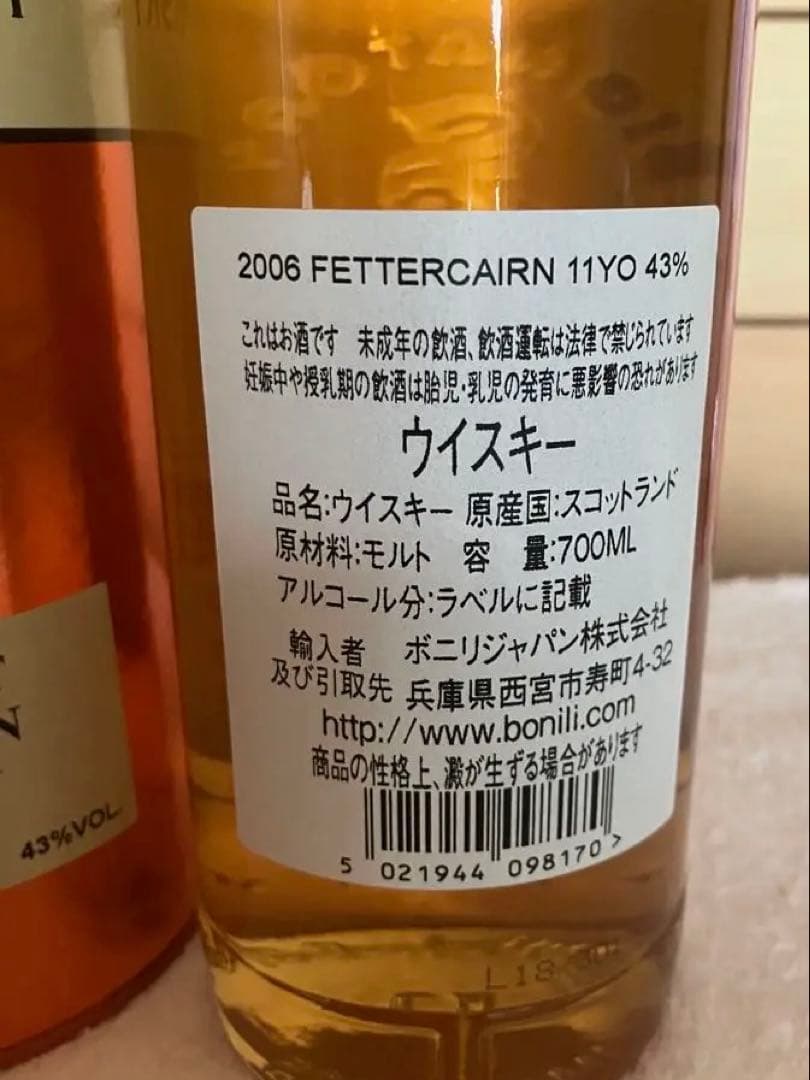 2006 FETTERCAIRN 11YO 43%
これはお酒です 未成年の飲酒、飲酒運転は法律で禁じられています
妊娠中や授乳期の飲酒は胎児・乳児の発育に悪影響の恐れがあります
ウイスキー
品名:ウイスキー 原産国:スコットランド
原材料:モルト 容 量:700ML
アルコール分:ラベルに記載
輸入者 ボニリジャパン株式会社
及び引取先 兵庫県西宮市寿町4-32
http://www.bonili.com
商品の性格上、澱が生ずる場合があります
5 021944 098170 >
N
43%VOL